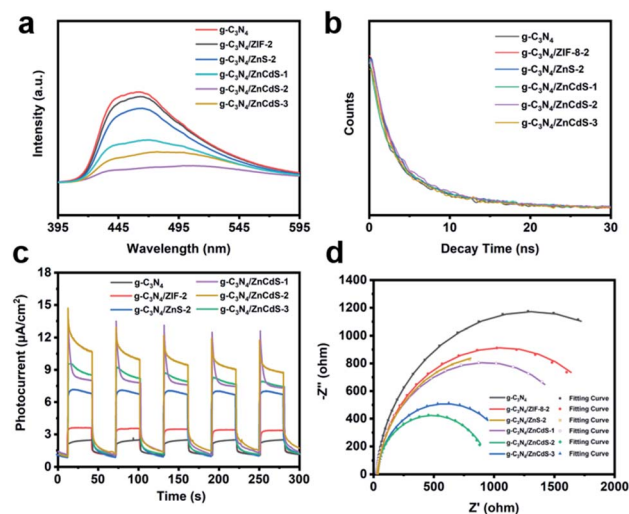 a
g-C₃N₄
g-C₃N₄/ZIF-2
g-C₃N₄/ZnS-2
g-C₃N₄/ZnCdS-1
g-C₃N₄/ZnCdS-2
g-C₃N₄/ZnCdS-3
Intensity (a.u.)
395 445 495 545 595
Wavelength (nm)
b
g-C₃N₄
g-C₃N₄/ZIF-8-2
g-C₃N₄/ZnS-2
g-C₃N₄/ZnCdS-1
g-C₃N₄/ZnCdS-2
g-C₃N₄/ZnCdS-3
Counts
0 10 20 30
Decay Time (ns)
c
g-C₃N₄ g-C₃N₄/ZnCdS-1
g-C₃N₄/ZIF-2 g-C₃N₄/ZnCdS-2
g-C₃N₄/ZnS-2 g-C₃N₄/ZnCdS-3
Photocurrent (μA/cm²)
18
15
12
9
6
3
0
0 50 100 150 200 250 300
Time (s)
d
-Z'' (ohm)
1400
1200
1000
800
600
400
200
0
g-C₃N₄ Fitting Curve
g-C₃N₄/ZIF-8-2 Fitting Curve
g-C₃N₄/ZnS-2 Fitting Curve
g-C₃N₄/ZnCdS-1 Fitting Curve
g-C₃N₄/ZnCdS-2 Fitting Curve
g-C₃N₄/ZnCdS-3 Fitting Curve
0 500 1000 1500 2000
Z' (ohm)